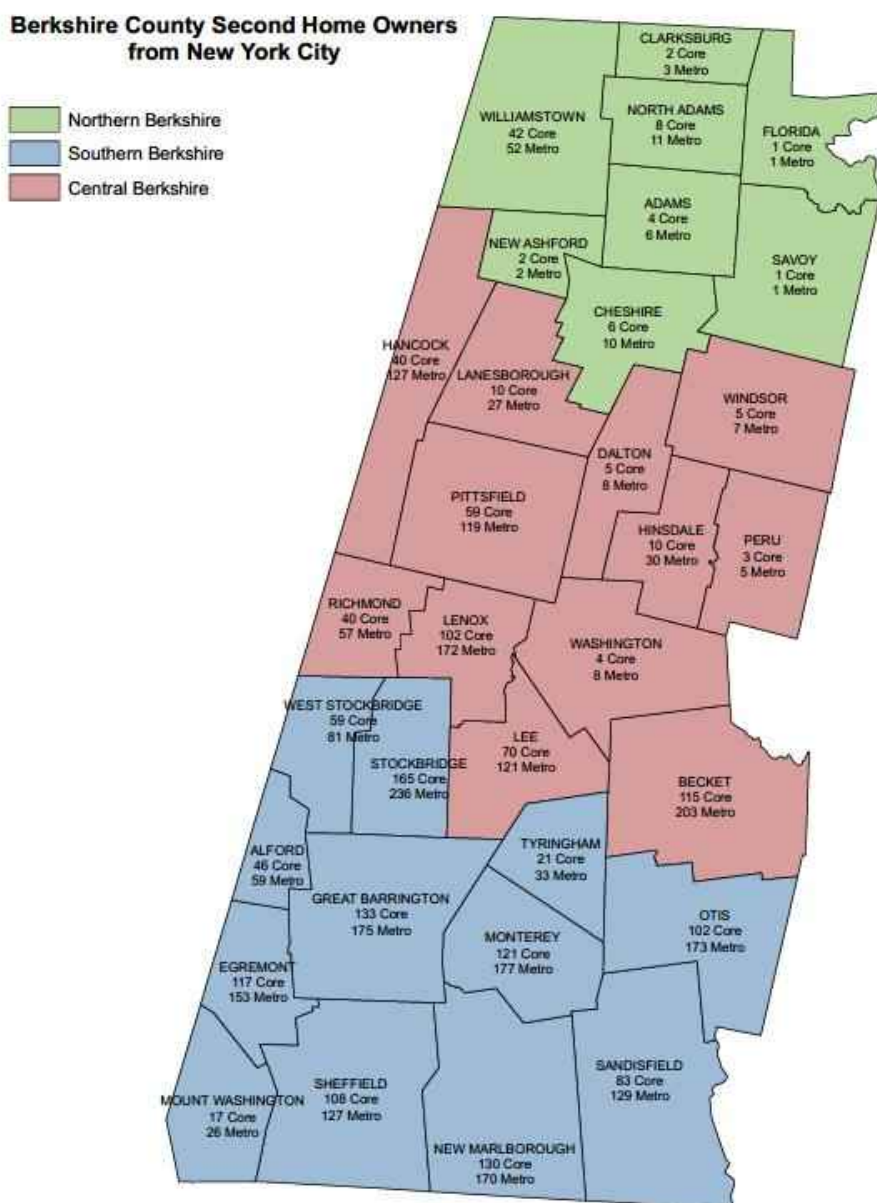 Berkshire County Second Home Owners
from New York City
Northern Berkshire
Southern Berkshire
Central Berkshire
CLARKSBURG
2 Core
3 Metro
WILLIAMSTOWN
42 Core
52 Metro
NORTH ADAMS
8 Core
11 Metro
FLORIDA
1 Core
1 Metro
ADAMS
4 Core
6 Metro
NEW ASHFORD
2 Core
2 Metro
SAVOY
1 Core
1 Metro
CHESHIRE
6 Core
10 Metro
HANCOCK
40 Core
127 Metro
LANESBOROUGH
10 Core
27 Metro
WINDSOR
5 Core
7 Metro
DALTON
5 Core
8 Metro
PITTSFIELD
59 Core
119 Metro
HINSDALE
10 Core
30 Metro
PERU
3 Core
5 Metro
RICHMOND
40 Core
57 Metro
LENOX
102 Core
172 Metro
WASHINGTON
4 Core
8 Metro
WEST STOCKBRIDGE
59 Core
81 Metro
STOCKBRIDGE
165 Core
236 Metro
LEE
70 Core
121 Metro
BECKET
115 Core
203 Metro
ALFORD
46 Core
59 Metro
TYRINGHAM
21 Core
33 Metro
GREAT BARRINGTON
133 Core
175 Metro
OTIS
102 Core
173 Metro
MONTEREY
121 Core
177 Metro
EGREMONT
117 Core
153 Metro
SANDISFIELD
83 Core
129 Metro
SHEFFIELD
108 Core
127 Metro
MOUNT WASHINGTON
17 Core
26 Metro
NEW MARLBOROUGH
130 Core
170 Metro